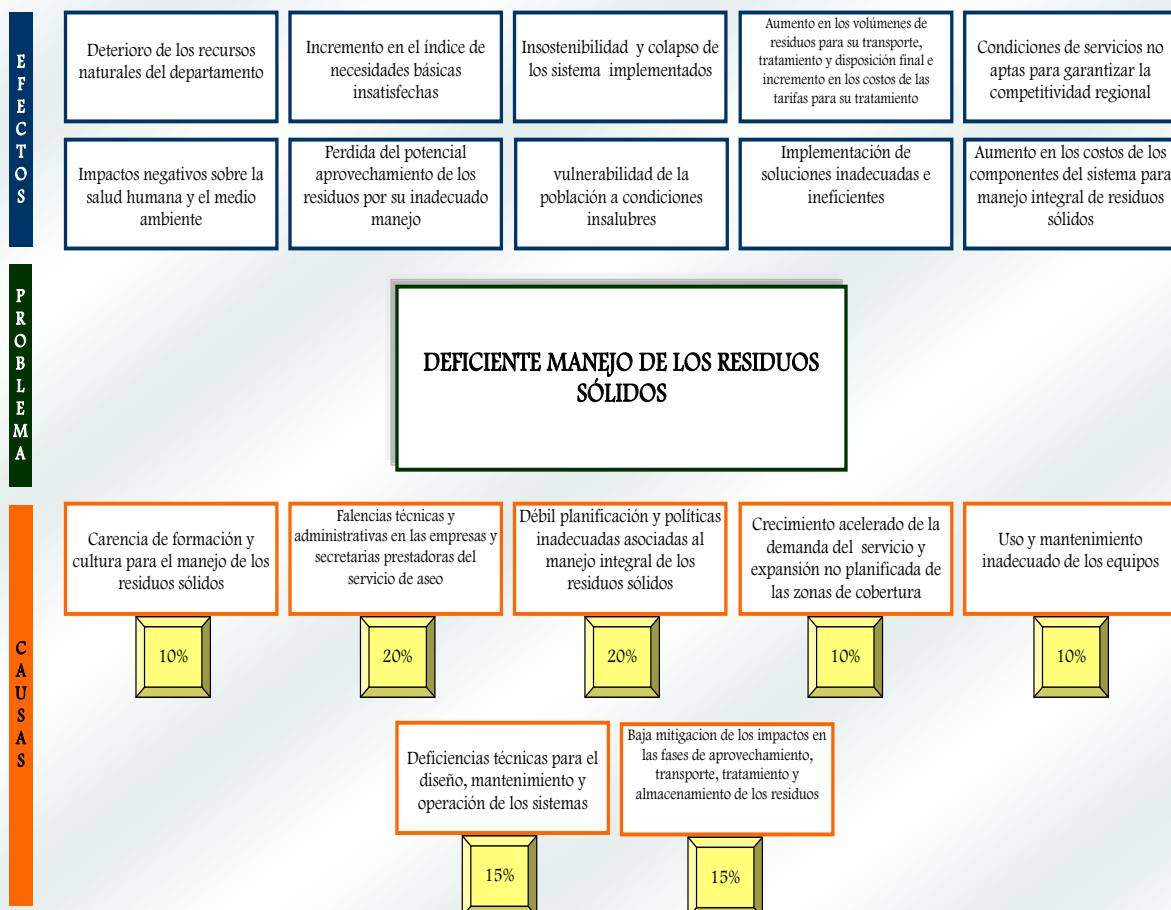 EFECTOS
Deterioro de los recursos
naturales del departamento
Incremento en el índice de
necesidades básicas
insatisfechas
Insostenibilidad y colapso de
los sistema implementados
Aumento en los volúmenes de
residuos para su transporte,
tratamiento y disposición final e
incremento en los costos de las
tarifas para su tratamiento
Condiciones de servicios no
aptas para garantizar la
competitividad regional
Impactos negativos sobre la
salud humana y el medio
ambiente
Perdida del potencial
aprovechamiento de los
residuos por su inadecuado
manejo
vulnerabilidad de la
población a condiciones
insalubres
Implementación de
soluciones inadecuadas e
ineficientes
Aumento en los costos de los
componentes del sistema para
manejo integral de residuos
sólidos
PROBLEMA
DEFICIENTE MANEJO DE LOS RESIDUOS
SÓLIDOS
CAUSAS
Carencia de formación y
cultura para el manejo de los
residuos sólidos
Falencias técnicas y
administrativas en las empresas y
secretarias prestadoras del
servicio de aseo
Débil planificación y políticas
inadecuadas asociadas al
manejo integral de los
residuos sólidos
Crecimiento acelerado de la
demanda del servicio y
expansión no planificada de
las zonas de cobertura
Uso y mantenimiento
inadecuado de los equipos
10%
20%
20%
10%
10%
Deficiencias técnicas para el
diseño, mantenimiento y
operación de los sistemas
Baja mitigacion de los impactos en
las fases de aprovechamiento,
transporte, tratamiento y
almacenamiento de los residuos
15%
15%